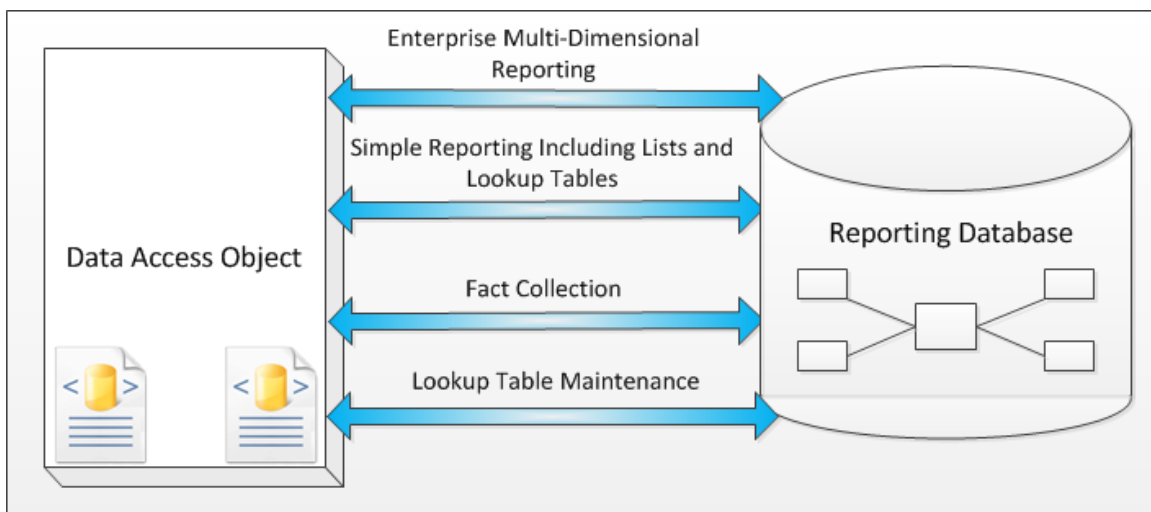 Enterprise Multi-Dimensional
Reporting
Simple Reporting Including Lists and
Lookup Tables
Data Access Object
Reporting Database
Fact Collection
Lookup Table Maintenance
< >
< >